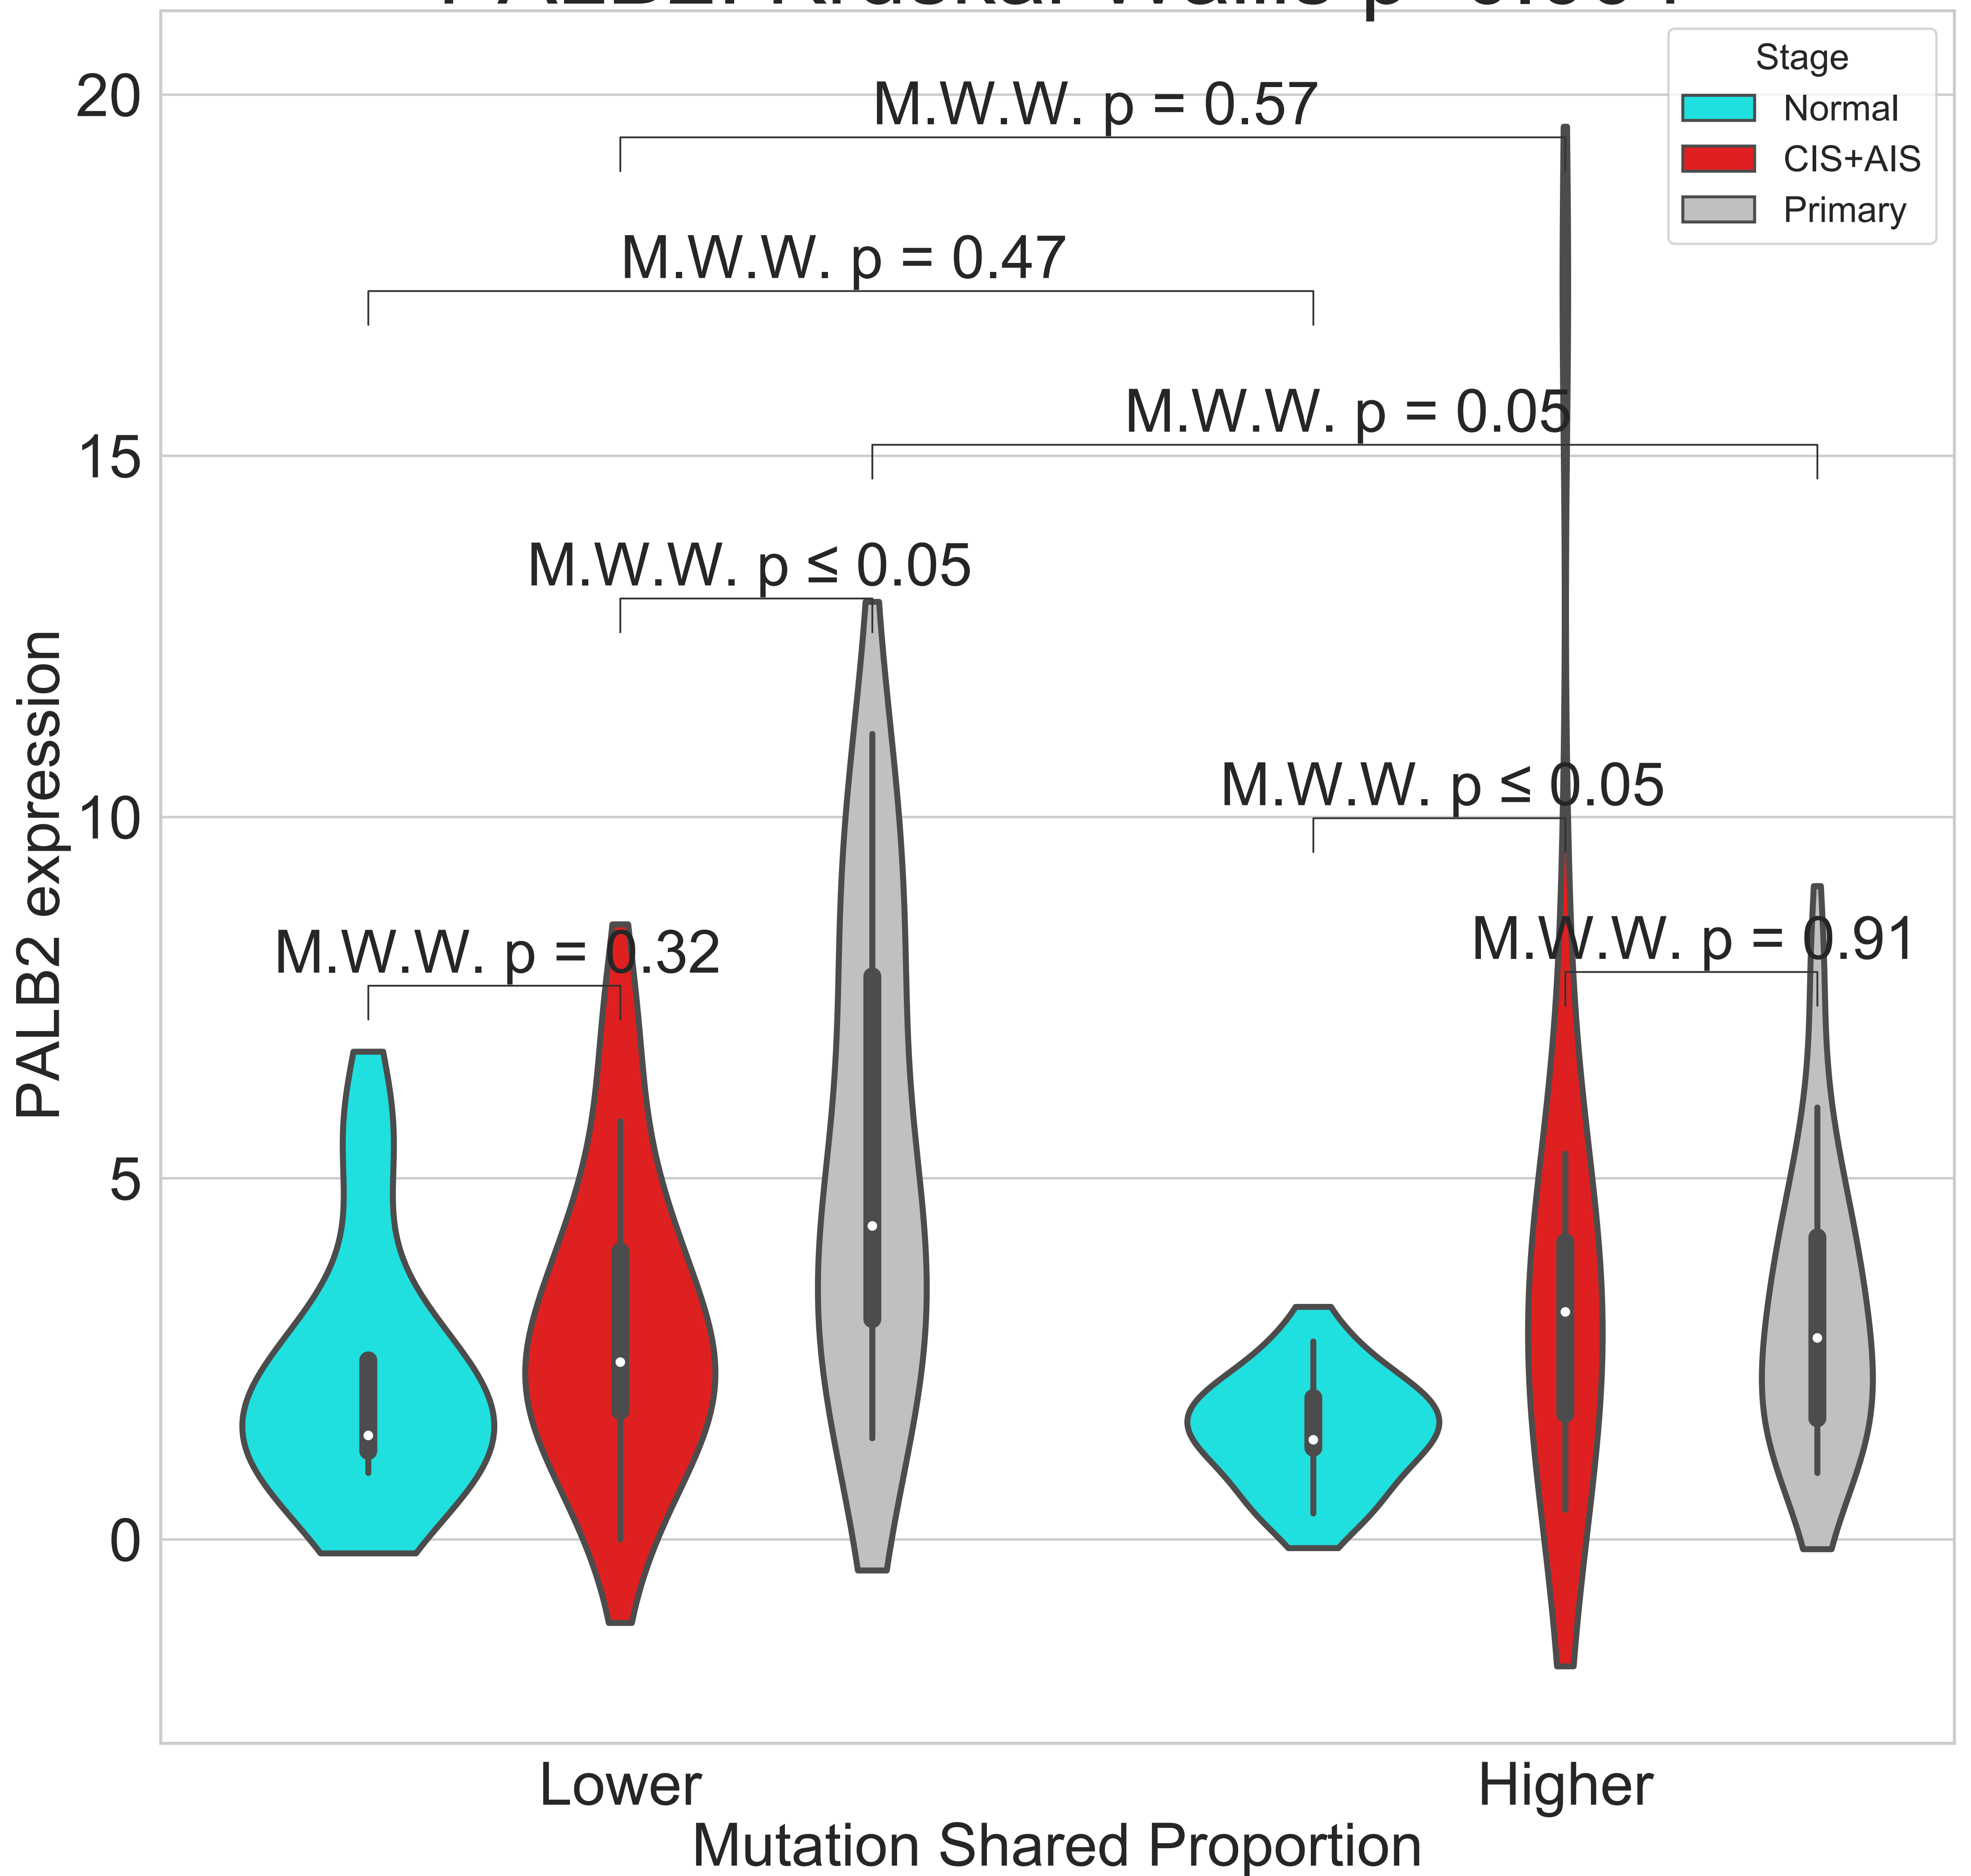 Stage
Normal
CIS+AIS
Primary
20
15
10
5
0
PALB2 expression
M.W.W. p = 0.57
M.W.W. p = 0.47
M.W.W. p = 0.05
M.W.W. p ≤ 0.05
M.W.W. p ≤ 0.05
M.W.W. p = 0.32
M.W.W. p = 0.91
Lower
Higher
Mutation Shared Proportion